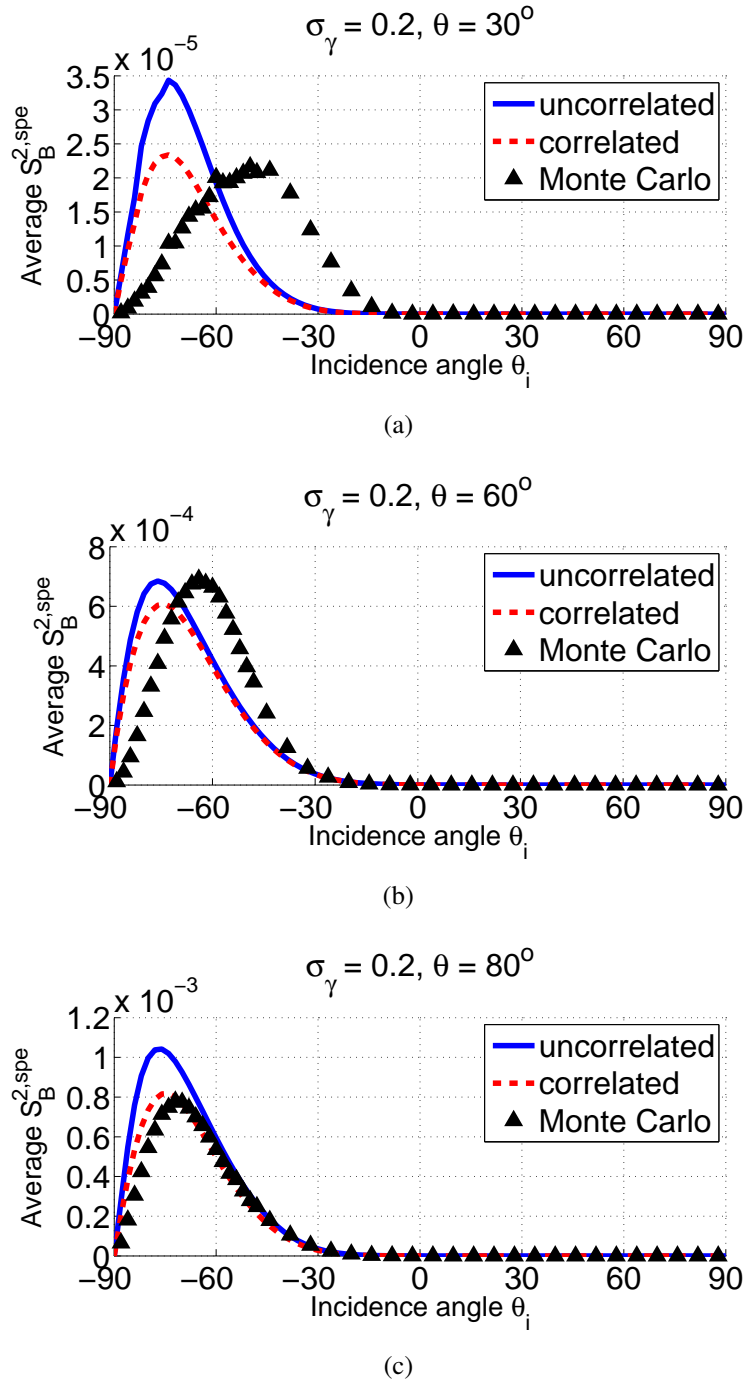 σγ = 0.2, θ = 30°
x 10⁻⁵
3.5
3
2.5
2
1.5
1
0.5
0
Average S_B^{2,spe}
uncorrelated
correlated
Monte Carlo
−90 −60 −30 0 30 60 90
Incidence angle θi
(a)
σγ = 0.2, θ = 60°
x 10⁻⁴
8
6
4
2
0
Average S_B^{2,spe}
uncorrelated
correlated
Monte Carlo
−90 −60 −30 0 30 60 90
Incidence angle θi
(b)
σγ = 0.2, θ = 80°
x 10⁻³
1.2
1
0.8
0.6
0.4
0.2
0
Average S_B^{2,spe}
uncorrelated
correlated
Monte Carlo
−90 −60 −30 0 30 60 90
Incidence angle θi
(c)